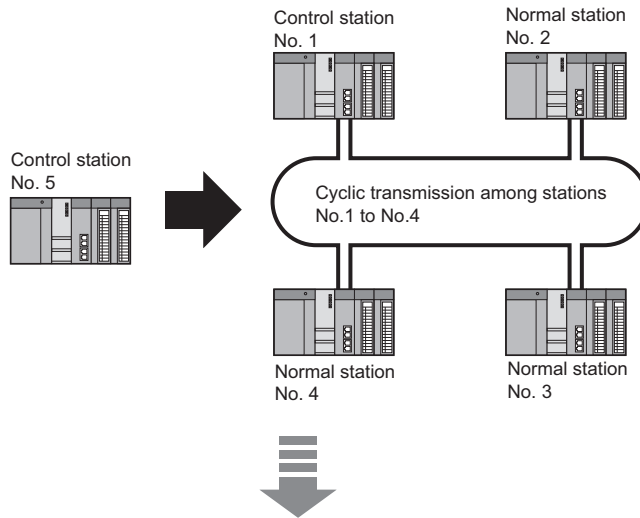 Control station
No. 1
Normal station
No. 2
Control station
No. 5
Cyclic transmission among stations
No.1 to No.4
Normal station
No. 4
Normal station
No. 3